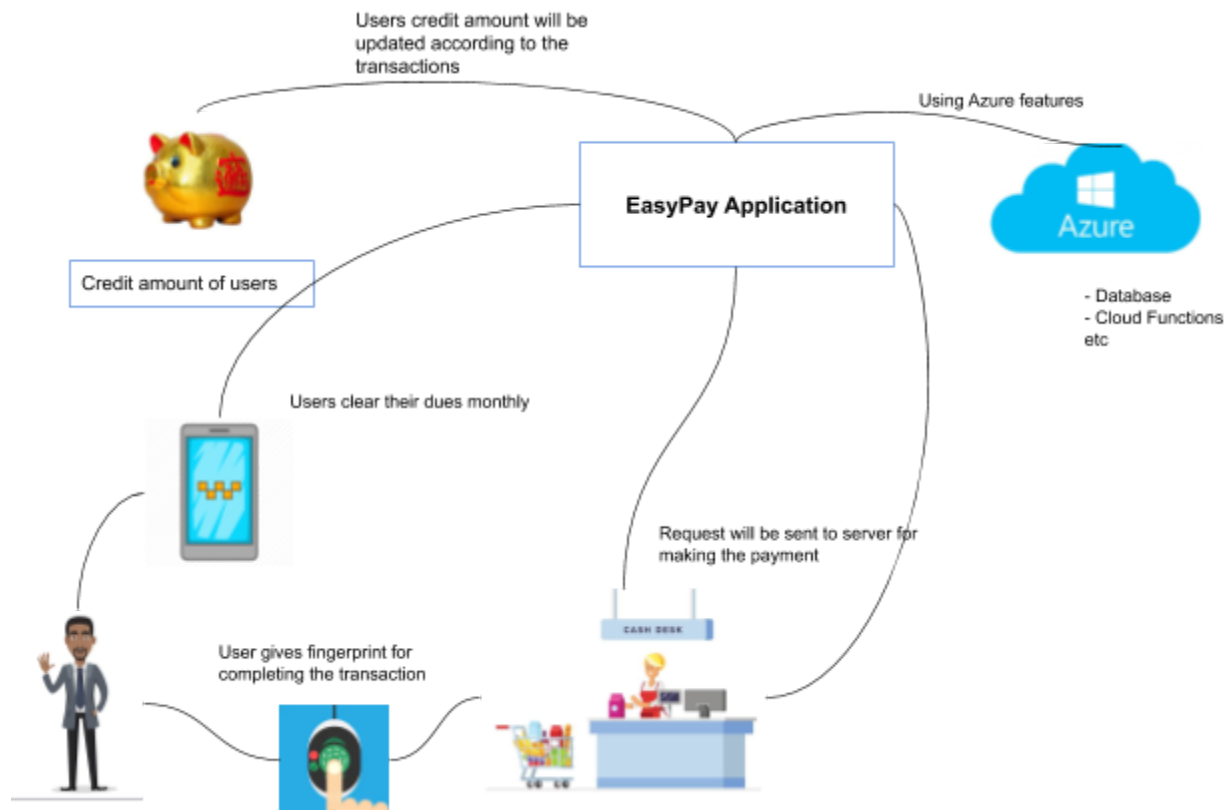 Users credit amount will be
updated according to the
transactions
Using Azure features
EasyPay Application
Azure
Credit amount of users
- Database
- Cloud Functions
etc
Users clear their dues monthly
Request will be sent to server for
making the payment
CASH DESK
User gives fingerprint for
completing the transaction